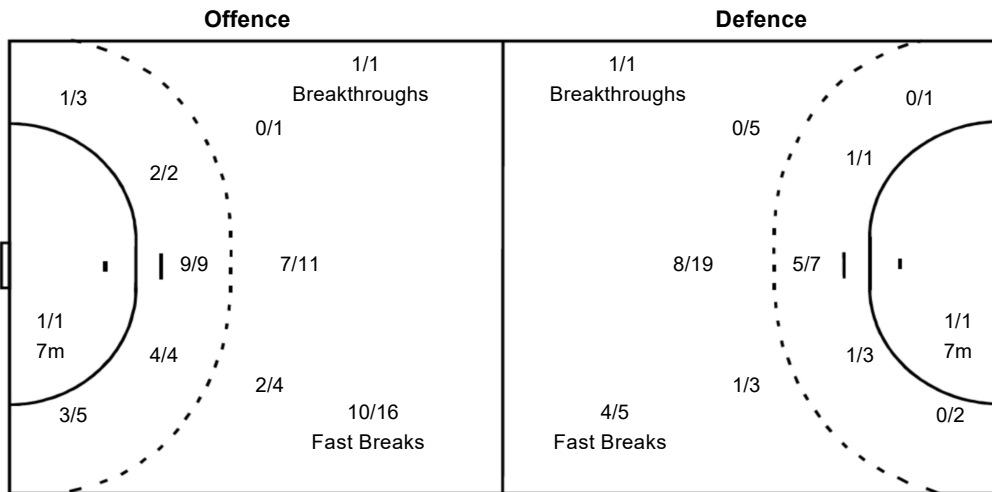 Offence
Defence
1/1
Breakthroughs
1/3
0/1
2/2
9/9
7/11
1/1
7m
4/4
2/4
3/5
10/16
Fast Breaks
1/1
Breakthroughs
0/1
0/5
1/1
8/19
5/7
1/1
7m
1/3
1/3
0/2
4/5
Fast Breaks